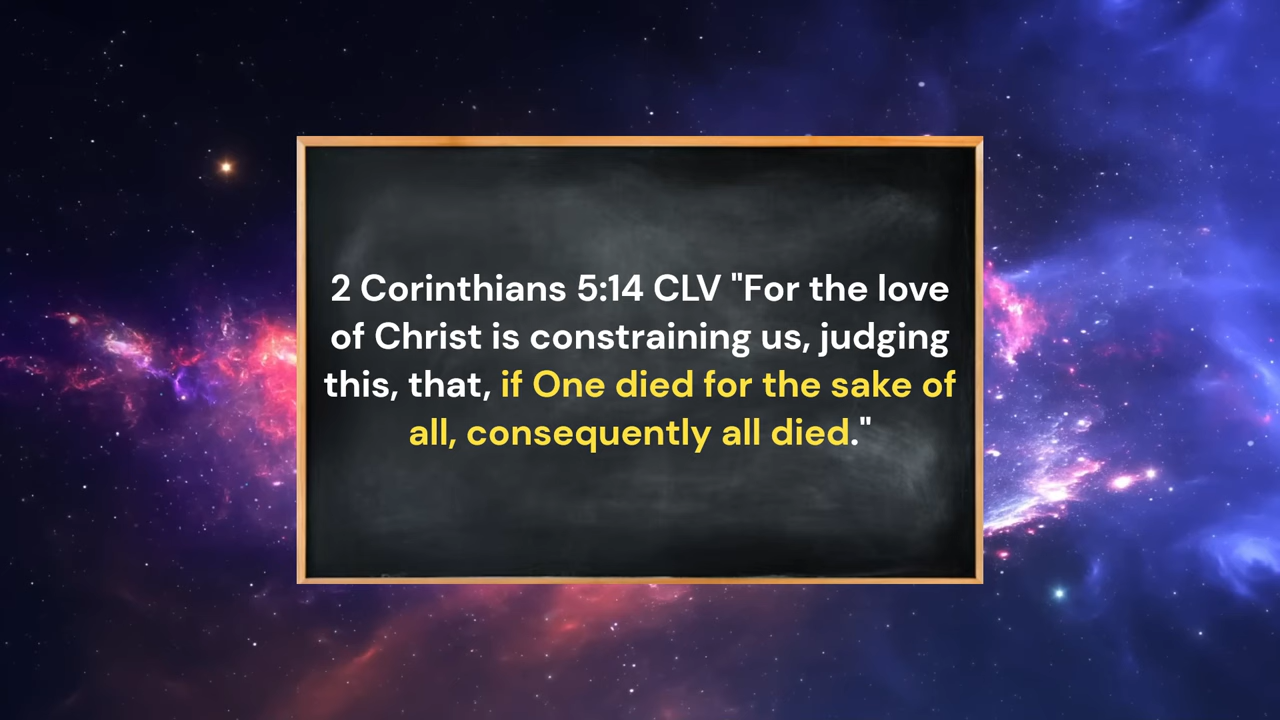 2 Corinthians 5:14 CLV "For the love
of Christ is constraining us, judging
this, that, if One died for the sake of
all, consequently all died."